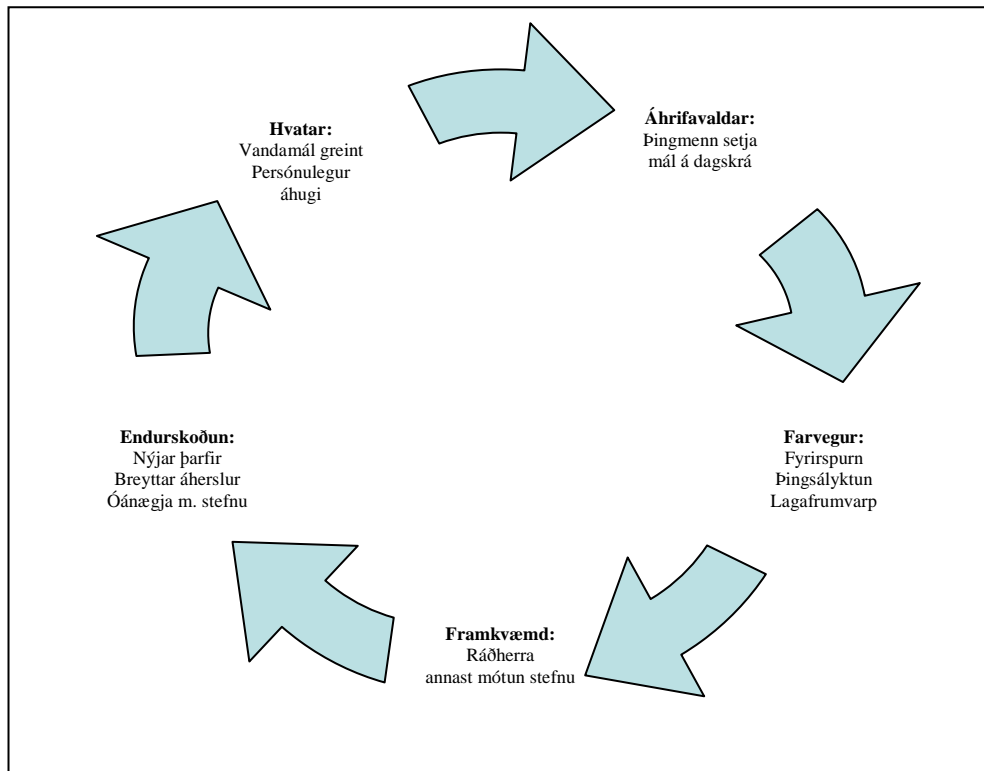 Hvatar:
Vandamál greint
Persónulegur
áhugi
Áhrifavaldar:
Þingmenn setja
mál á dagskrá
Farvegur:
Fyrirspurn
Þingsályktun
Lagafrumvarp
Framkvæmd:
Ráðherra
annast mótun stefnu
Endurskoðun:
Nýjar þarfir
Breyttar áherslur
Óánægja m. stefnu